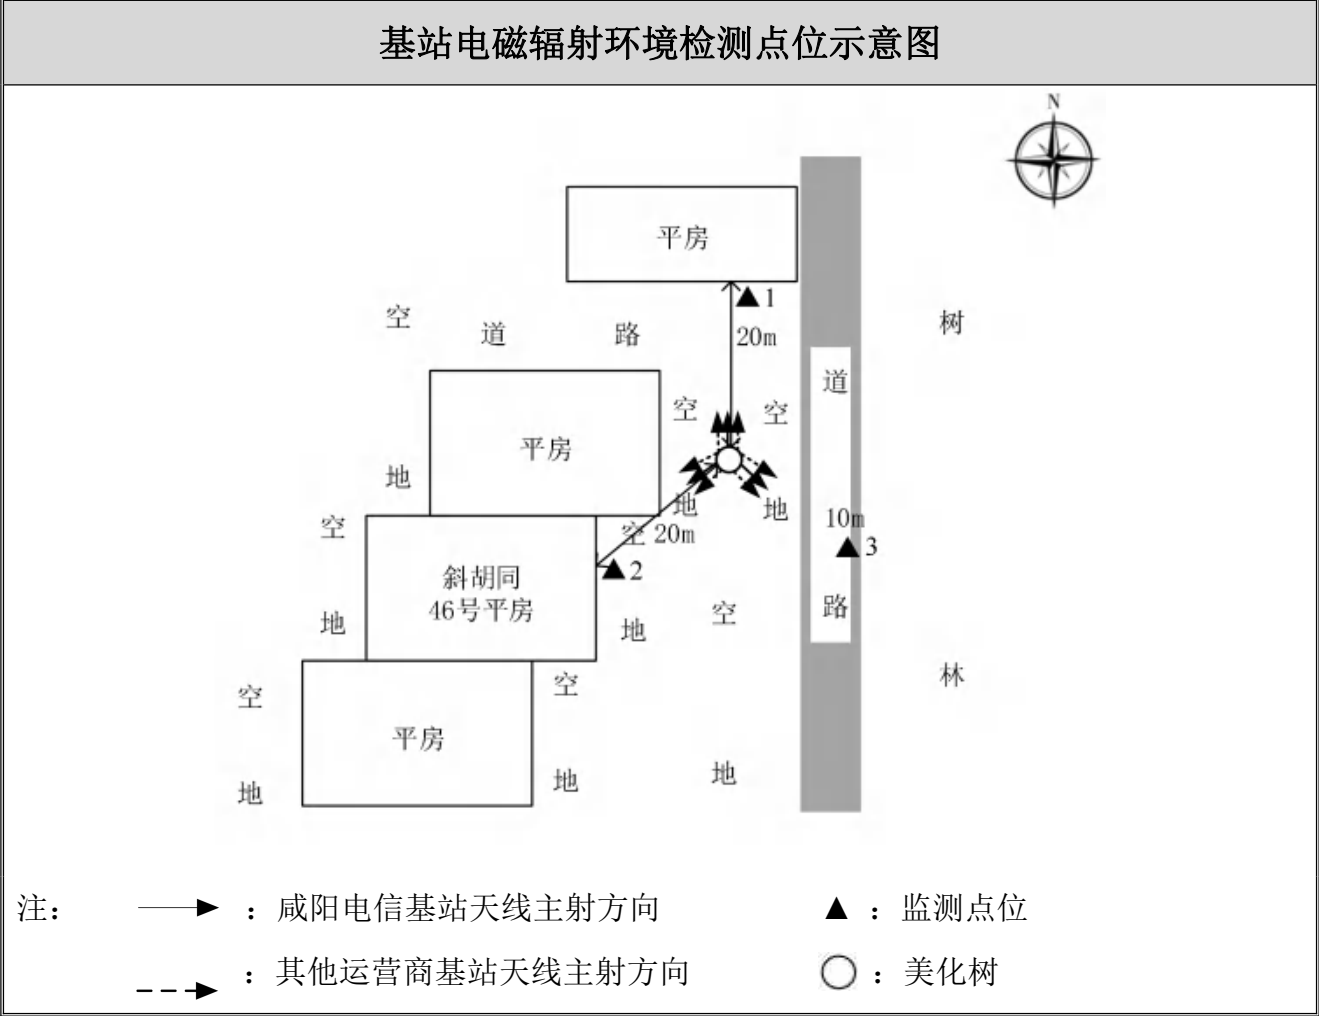 基站电磁辐射环境检测点位示意图
N
平房
1
空
道 路
20m
树
道
空
空
平房
地
地
地
10m
空
空
20m
3
斜胡同
46号平房
2
路
空
地
地
林
空
空
平房
地
地
地
注：
：咸阳电信基站天线主射方向
：监测点位
：其他运营商基站天线主射方向
：美化树